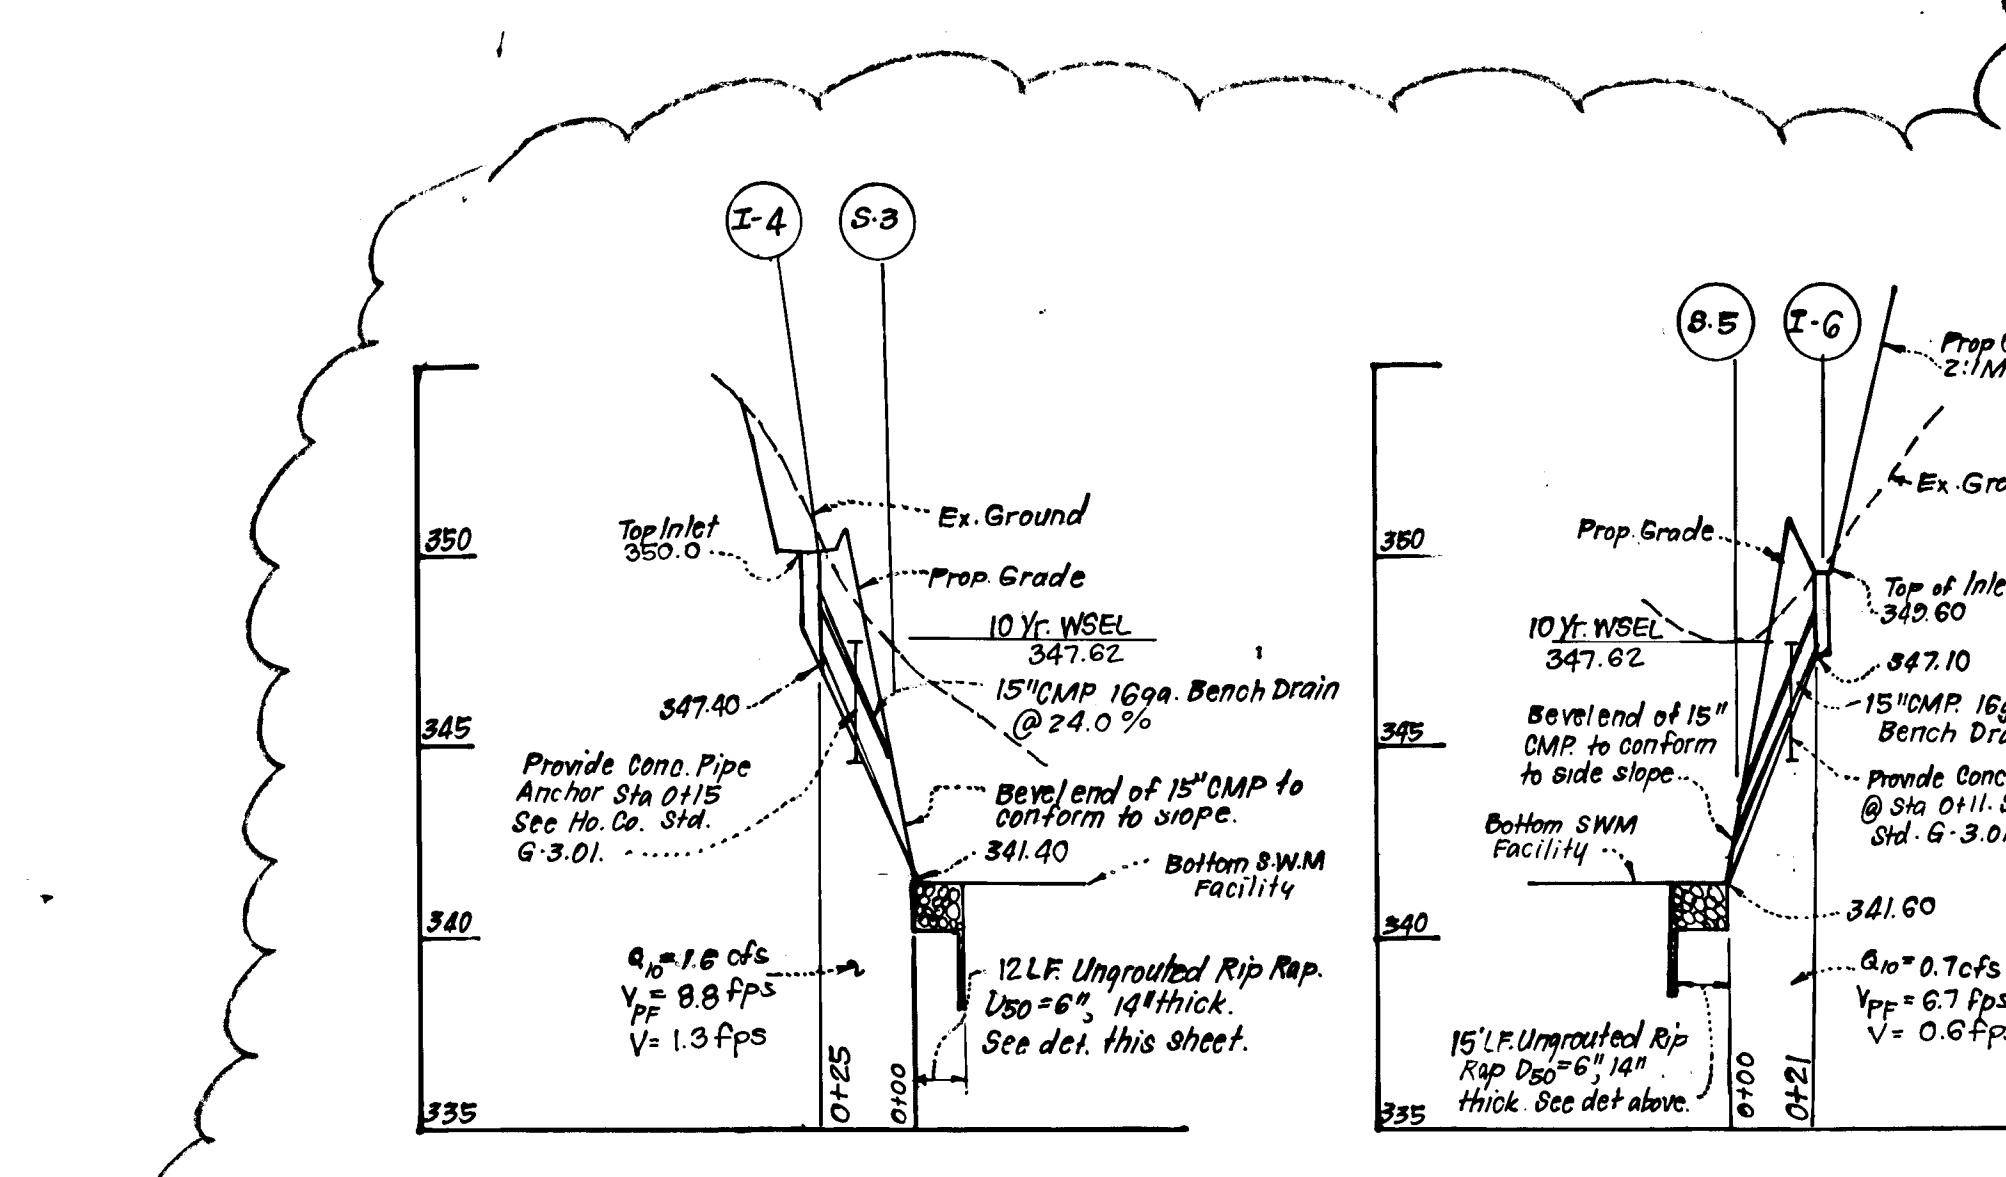 I-4
S-3
350
345
340
335
Top Inlet
350.0
Ex. Ground
Prop. Grade
10 Yr. WSEL
347.62
347.40
15" CMP 16ga. Bench Drain
@ 24.0 %
Provide Conc. Pipe
Anchor Sta 0+15
See Ho. Co. Std.
G-3.01.
Bevel end of 15" CMP to
conform to slope.
341.40
Bottom S.W.M
Facility
Q10 = 1.6 cfs
VPF = 8.8 fps
V = 1.3 fps
12 LF. Ungrouted Rip Rap.
D50 = 6", 14" thick.
See det. this sheet.
0+25
0+00
S-5
I-6
350
345
340
335
Prop
2:1
Ex.
Prop. Grade
Top of
349.60
10 Yr. WSEL
347.62
347.10
15" CMP.
Bench
Bevel end of 15"
CMP. to conform
to side slope
Provide Conc
@ Sta 0+11.
Std. G-3.0
Bottom SWM
Facility
341.60
Q10 = 0.7 cfs
VPF = 6.7 fps
V = 0.6 fps
15' LF. Ungrouted Rip
Rap D50 = 6", 14"
thick. See det above.
0+00
0+21